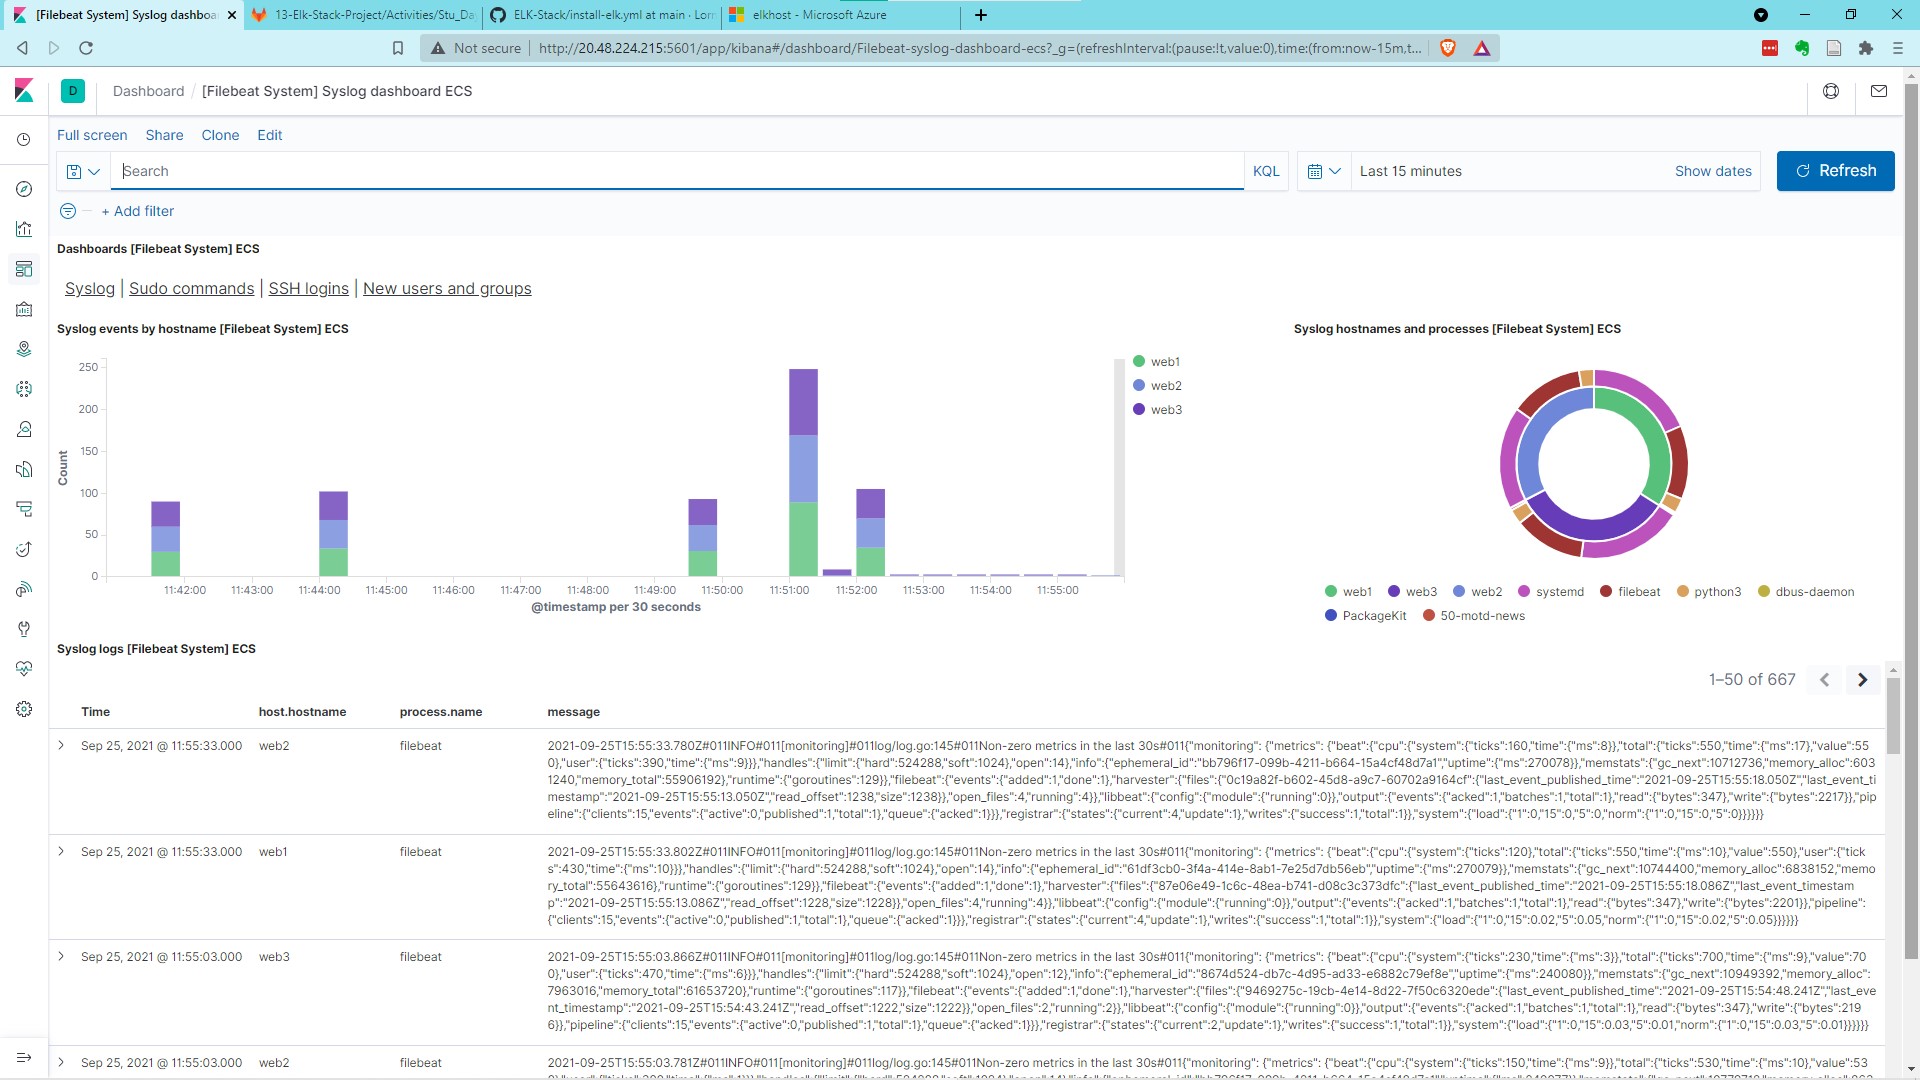 [Filebeat System] Syslog dashboa
13-Elk-Stack-Project/Activities/Stu_Da
ELK-Stack/install-elk.yml at main · Lorr
elkhost - Microsoft Azure
Not secure
http://20.48.224.215:5601/app/kibana#/dashboard/Filebeat-syslog-dashboard-ecs?_g=(refreshInterval:(pause:!t,value:0),time:(from:now-15m,t...
D
Dashboard / [Filebeat System] Syslog dashboard ECS
Full screen Share Clone Edit
Search
KQL
Last 15 minutes
Show dates
Refresh
+ Add filter
Dashboards [Filebeat System] ECS
Syslog | Sudo commands | SSH logins | New users and groups
Syslog events by hostname [Filebeat System] ECS
250
200
150
100
50
0
Count
11:42:00 11:43:00 11:44:00 11:45:00 11:46:00 11:47:00 11:48:00 11:49:00 11:50:00 11:51:00 11:52:00 11:53:00 11:54:00 11:55:00
@timestamp per 30 seconds
web1
web2
web3
Syslog hostnames and processes [Filebeat System] ECS
web1 web3 web2 systemd filebeat python3 dbus-daemon
PackageKit 50-motd-news
Syslog logs [Filebeat System] ECS
1–50 of 667
Time host.hostname process.name message
Sep 25, 2021 @ 11:55:33.000 web2 filebeat
2021-09-25T15:55:33.780Z#011INFO#011[monitoring]#011log/log.go:145#011Non-zero metrics in the last 30s#011{"monitoring": {"metrics": {"beat":{"cpu":{"system":{"ticks":160,"time":{"ms":8}},"total":{"ticks":550,"time":{"ms":17},"value":55
0},"user":{"ticks":390,"time":{"ms":9}}},"handles":{"limit":{"hard":524288,"soft":1024},"open":14},"info":{"ephemeral_id":"bb796f17-099b-4211-b664-15a4cf48d7a1","uptime":{"ms":270078}},"memstats":{"gc_next":10712736,"memory_alloc":603
1240,"memory_total":55906192},"runtime":{"goroutines":129}},"filebeat":{"events":{"added":1,"done":1},"harvester":{"files":{"0c19a82f-b602-45d8-a9c7-60702a9164cf":{"last_event_published_time":"2021-09-25T15:55:18.050Z","last_event_ti
mestamp":"2021-09-25T15:55:13.050Z","read_offset":1238,"size":1238}},"open_files":4,"running":4}},"libbeat":{"config":{"module":{"running":0}},"output":{"events":{"acked":1,"batches":1,"total":1},"read":{"bytes":347},"write":{"bytes":2217}},"pip
eline":{"clients":15,"events":{"active":0,"published":1,"total":1},"queue":{"acked":1}}},"registrar":{"states":{"current":4,"update":1},"writes":{"success":1,"total":1}},"system":{"load":{"1":0,"15":0,"5":0,"norm":{"1":0,"15":0,"5":0}}}}}}
Sep 25, 2021 @ 11:55:33.000 web1 filebeat
2021-09-25T15:55:33.802Z#011INFO#011[monitoring]#011log/log.go:145#011Non-zero metrics in the last 30s#011{"monitoring": {"metrics": {"beat":{"cpu":{"system":{"ticks":120},"total":{"ticks":550,"time":{"ms":10},"value":550},"user":{"tick
s":430,"time":{"ms":10}}},"handles":{"limit":{"hard":524288,"soft":1024},"open":14},"info":{"ephemeral_id":"61df3cb0-3f4a-414e-8ab1-7e25d7db56eb","uptime":{"ms":270079}},"memstats":{"gc_next":10744400,"memory_alloc":6838152,"memo
ry_total":55643616},"runtime":{"goroutines":129}},"filebeat":{"events":{"added":1,"done":1},"harvester":{"files":{"87e06e49-1c6c-48ea-b741-d08c3c373dfc":{"last_event_published_time":"2021-09-25T15:55:18.086Z","last_event_timestam
p":"2021-09-25T15:55:13.086Z","read_offset":1228,"size":1228}},"open_files":4,"running":4}},"libbeat":{"config":{"module":{"running":0}},"output":{"events":{"acked":1,"batches":1,"total":1},"read":{"bytes":347},"write":{"bytes":2201}},"pipeline":
{"clients":15,"events":{"active":0,"published":1,"total":1},"queue":{"acked":1}}},"registrar":{"states":{"current":4,"update":1},"writes":{"success":1,"total":1}},"system":{"load":{"1":0,"15":0.02,"5":0.05,"norm":{"1":0,"15":0.02,"5":0.05}}}}}}
Sep 25, 2021 @ 11:55:03.000 web3 filebeat
2021-09-25T15:55:03.866Z#011INFO#011[monitoring]#011log/log.go:145#011Non-zero metrics in the last 30s#011{"monitoring": {"metrics": {"beat":{"cpu":{"system":{"ticks":230,"time":{"ms":3}},"total":{"ticks":700,"time":{"ms":9},"value":70
0},"user":{"ticks":470,"time":{"ms":6}}},"handles":{"limit":{"hard":524288,"soft":1024},"open":12},"info":{"ephemeral_id":"8674d524-db7c-4d95-ad33-e6882c79ef8e","uptime":{"ms":240080}},"memstats":{"gc_next":10949392,"memory_alloc":
7963016,"memory_total":61653720},"runtime":{"goroutines":117}},"filebeat":{"events":{"added":1,"done":1},"harvester":{"files":{"9469275c-19cb-4e14-8d22-7f50c6320ede":{"last_event_published_time":"2021-09-25T15:54:48.241Z","last_eve
nt_timestamp":"2021-09-25T15:54:43.241Z","read_offset":1222,"size":1222}},"open_files":2,"running":2}},"libbeat":{"config":{"module":{"running":0}},"output":{"events":{"acked":1,"batches":1,"total":1},"read":{"bytes":347},"write":{"bytes":219
6}},"pipeline":{"clients":15,"events":{"active":0,"published":1,"total":1},"queue":{"acked":1}}},"registrar":{"states":{"current":2,"update":1},"writes":{"success":1,"total":1}},"system":{"load":{"1":0,"15":0.03,"5":0.01,"norm":{"1":0,"15":0.03,"5":0.01}}}}}}
Sep 25, 2021 @ 11:55:03.000 web2 filebeat
2021-09-25T15:55:03.781Z#011INFO#011[monitoring]#011log/log.go:145#011Non-zero metrics in the last 30s#011{"monitoring": {"metrics": {"beat":{"cpu":{"system":{"ticks":150,"time":{"ms":9}},"total":{"ticks":530,"time":{"ms":10},"value":53